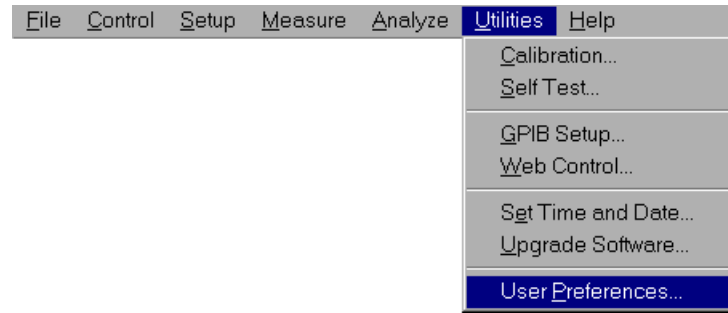 File Control Setup Measure Analyze Utilities Help
Calibration...
Self Test...
GPIB Setup...
Web Control...
Set Time and Date...
Upgrade Software...
User Preferences...